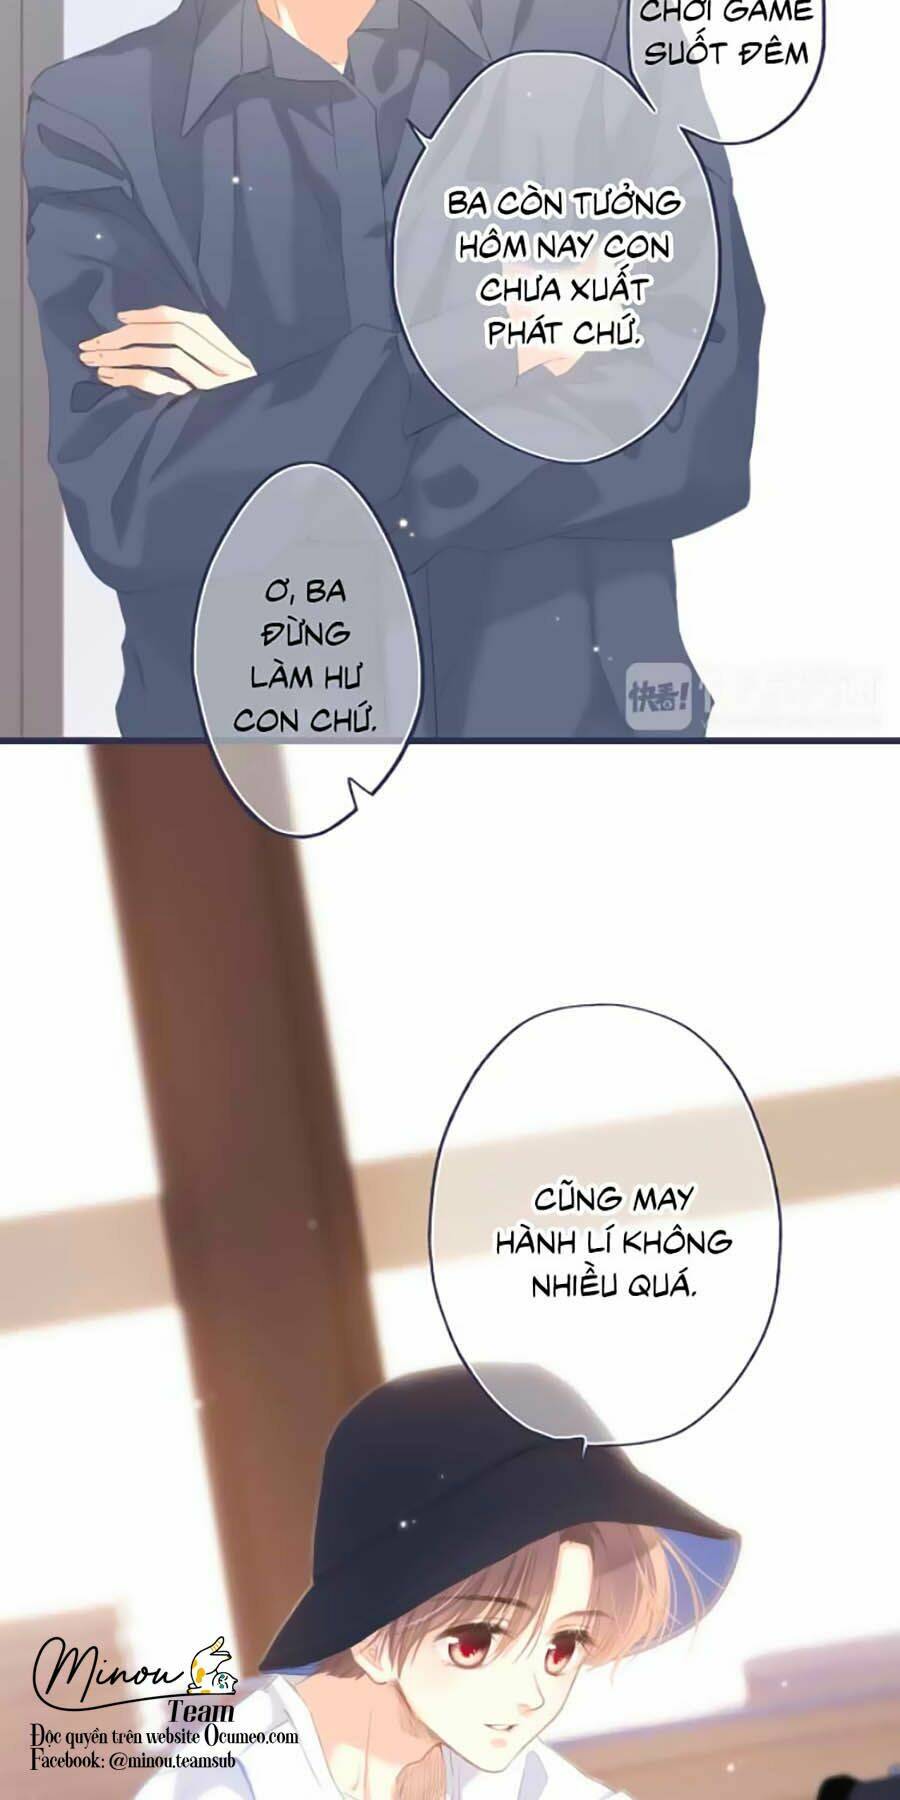 CHƠI GAME
SUỐT ĐÊM
BA CÒN TƯỞNG
HÔM NAY CON
CHƯA XUẤT
PHÁT CHỨ.
Ơ, BA
ĐỪNG
LÀM HƯ
CON CHỨ.
快看!
CŨNG MAY
HÀNH LÍ KHÔNG
NHIỀU QUÁ.
Minou
Team
Độc quyền trên website Ocumeo.com
Facebook: @minou.teamsub